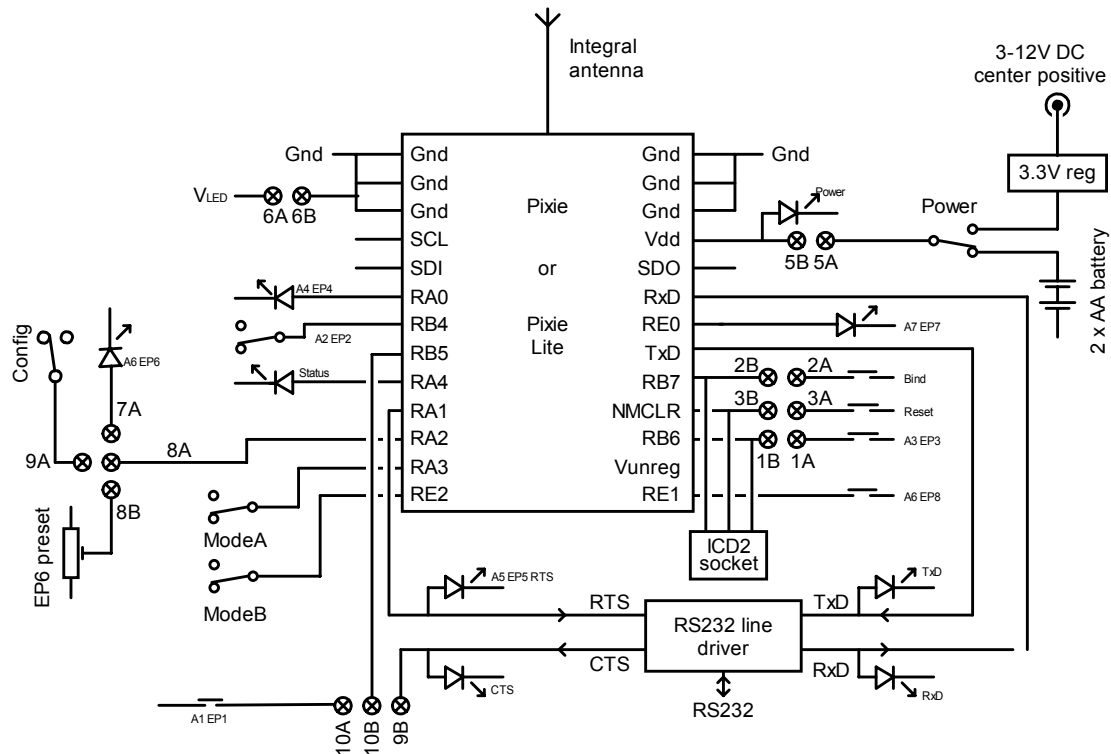 Integral
antenna
3-12V DC
center positive
3.3V reg
Power
2 x AA battery
Gnd
Gnd
Gnd
Gnd
SCL
SDI
RA0
RB4
RB5
RA4
RA1
RA2
RA3
RE2
Pixie
or
Pixie
Lite
Gnd
Gnd
Gnd
Gnd
Vdd
SDO
RxD
RE0
TxD
RB7
NMCLR
RB6
Vunreg
RE1
VLED
6A 6B
Power
5B 5A
A4 EP4
A2 EP2
Status
A7 EP7
2B 2A
Bind
3B 3A
Reset
1B 1A
A3 EP3
A6 EP8
Config
A6 EP6
7A
9A
8A
8B
EP6 preset
ModeA
ModeB
ICD2
socket
A5 EP5 RTS
RTS
CTS
CTS
RS232 line
driver
TxD
TxD
RxD
RxD
RS232
A1 EP1
10A
10B
9B